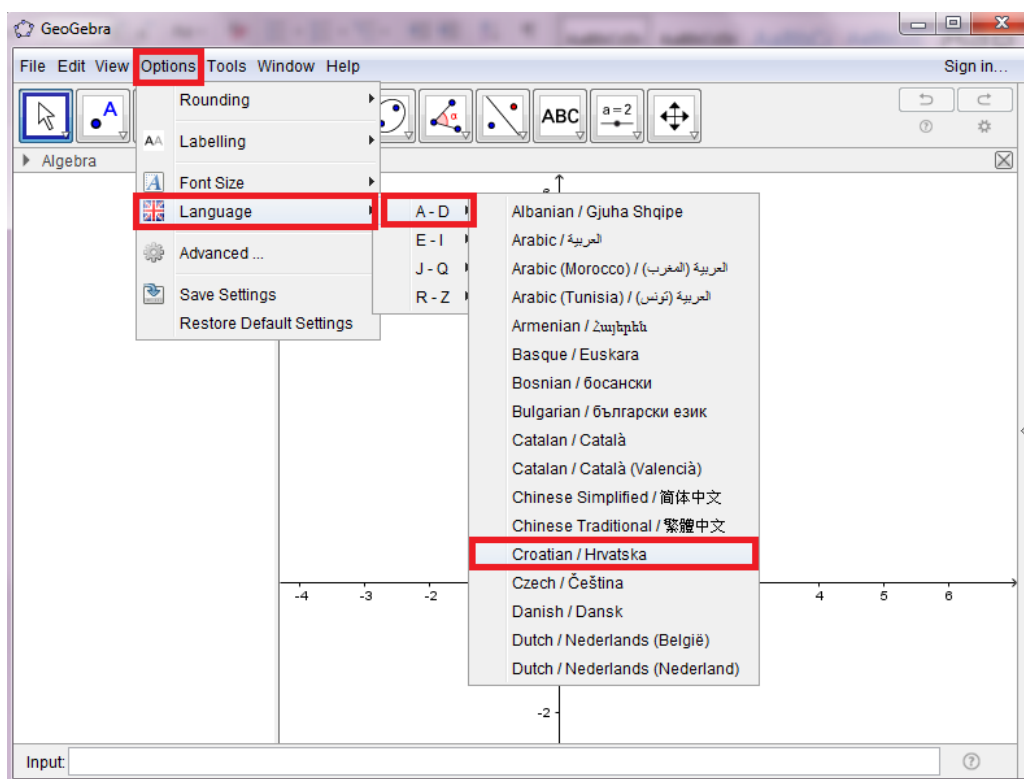 GeoGebra
File Edit View Options Tools Window Help
Sign in...
Rounding
Labelling
Font Size
Language
Advanced ...
Save Settings
Restore Default Settings
A
ABC
a=2
Algebra
A - D
E - I
J - Q
R - Z
Albanian / Gjuha Shqipe
Arabic / العربية
Arabic (Morocco) / العربية (المغرب)
Arabic (Tunisia) / العربية (تونس)
Armenian / Հայերեն
Basque / Euskara
Bosnian / босански
Bulgarian / български език
Catalan / Català
Catalan / Català (Valencià)
Chinese Simplified / 简体中文
Chinese Traditional / 繁體中文
Croatian / Hrvatska
Czech / Čeština
Danish / Dansk
Dutch / Nederlands (België)
Dutch / Nederlands (Nederland)
-4 -3 -2 4 5 6
-2
Input: